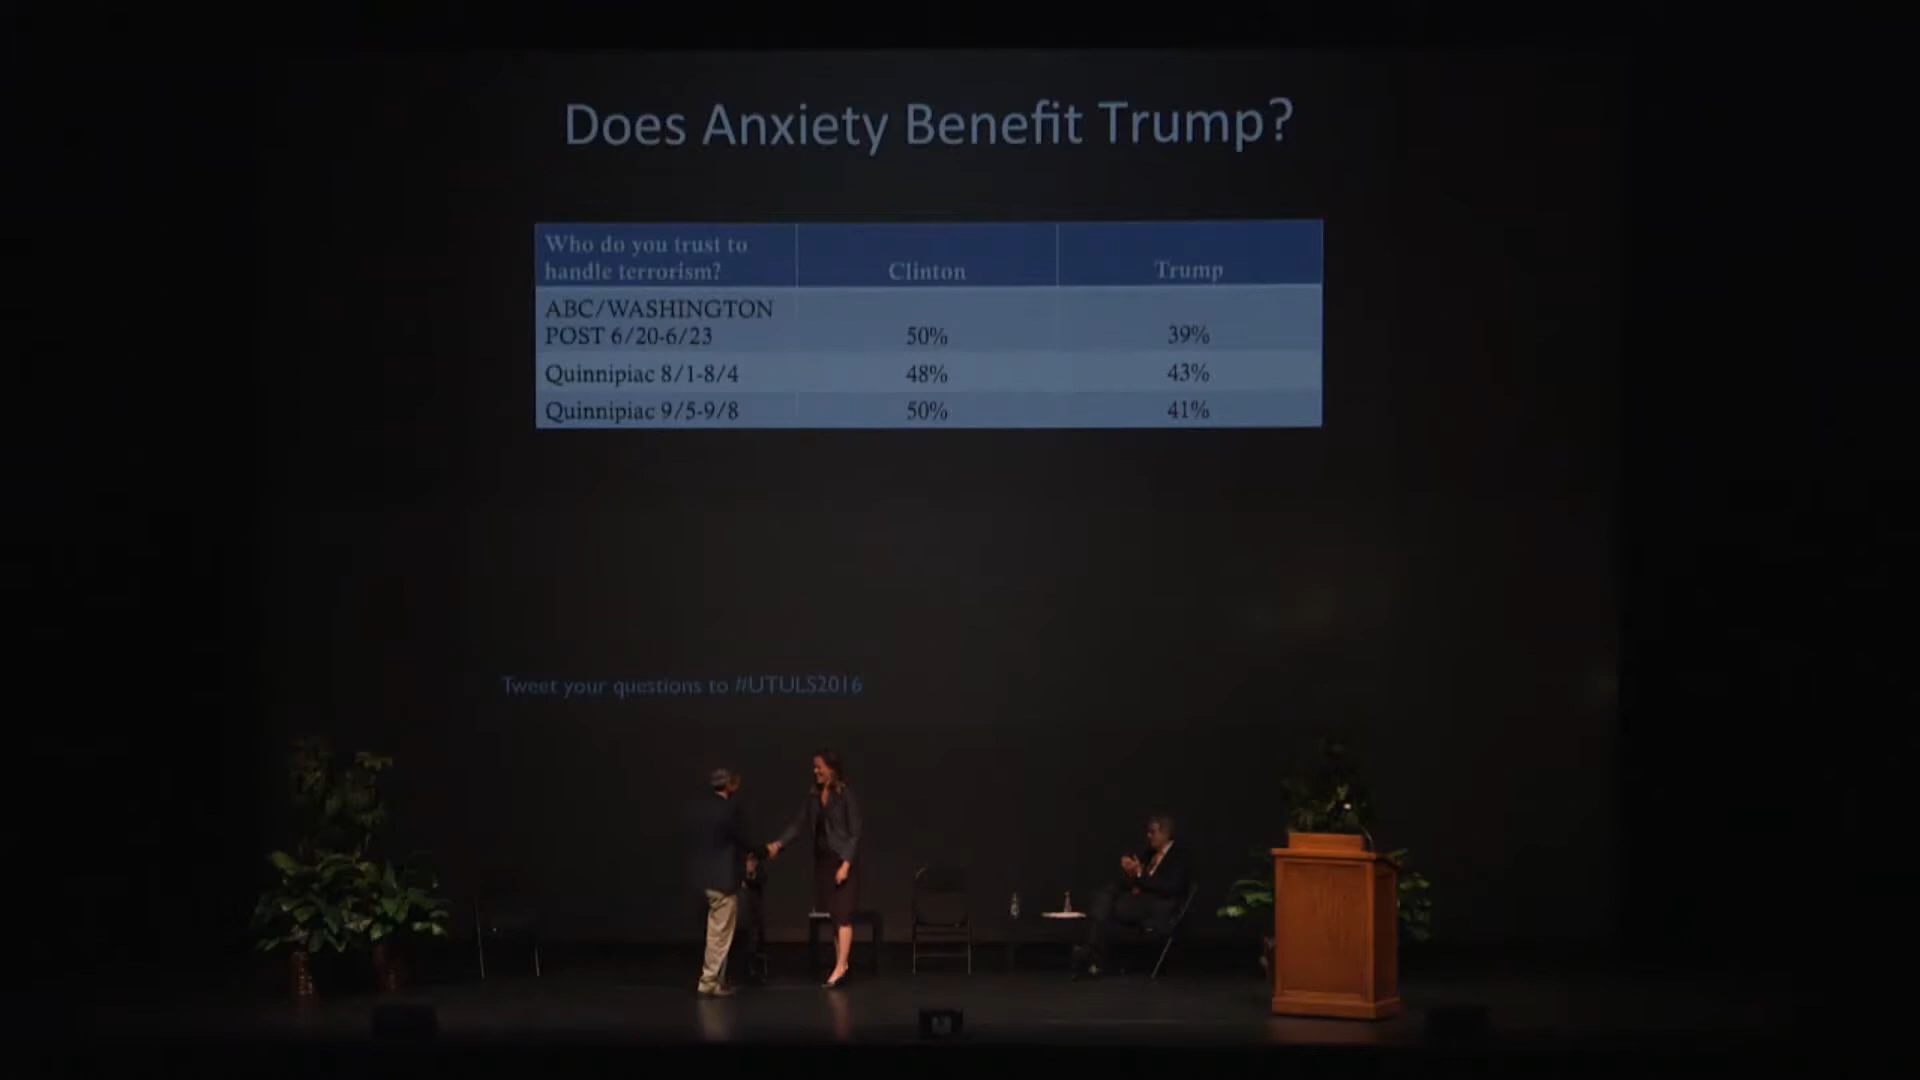 Does Anxiety Benefit Trump?
Who do you trust to
handle terrorism?
Clinton
Trump
ABC/WASHINGTON
POST 6/20-6/23
50%
39%
Quinnipiac 8/1-8/4
48%
43%
Quinnipiac 9/5-9/8
50%
41%
Tweet your questions to #UTULS2016